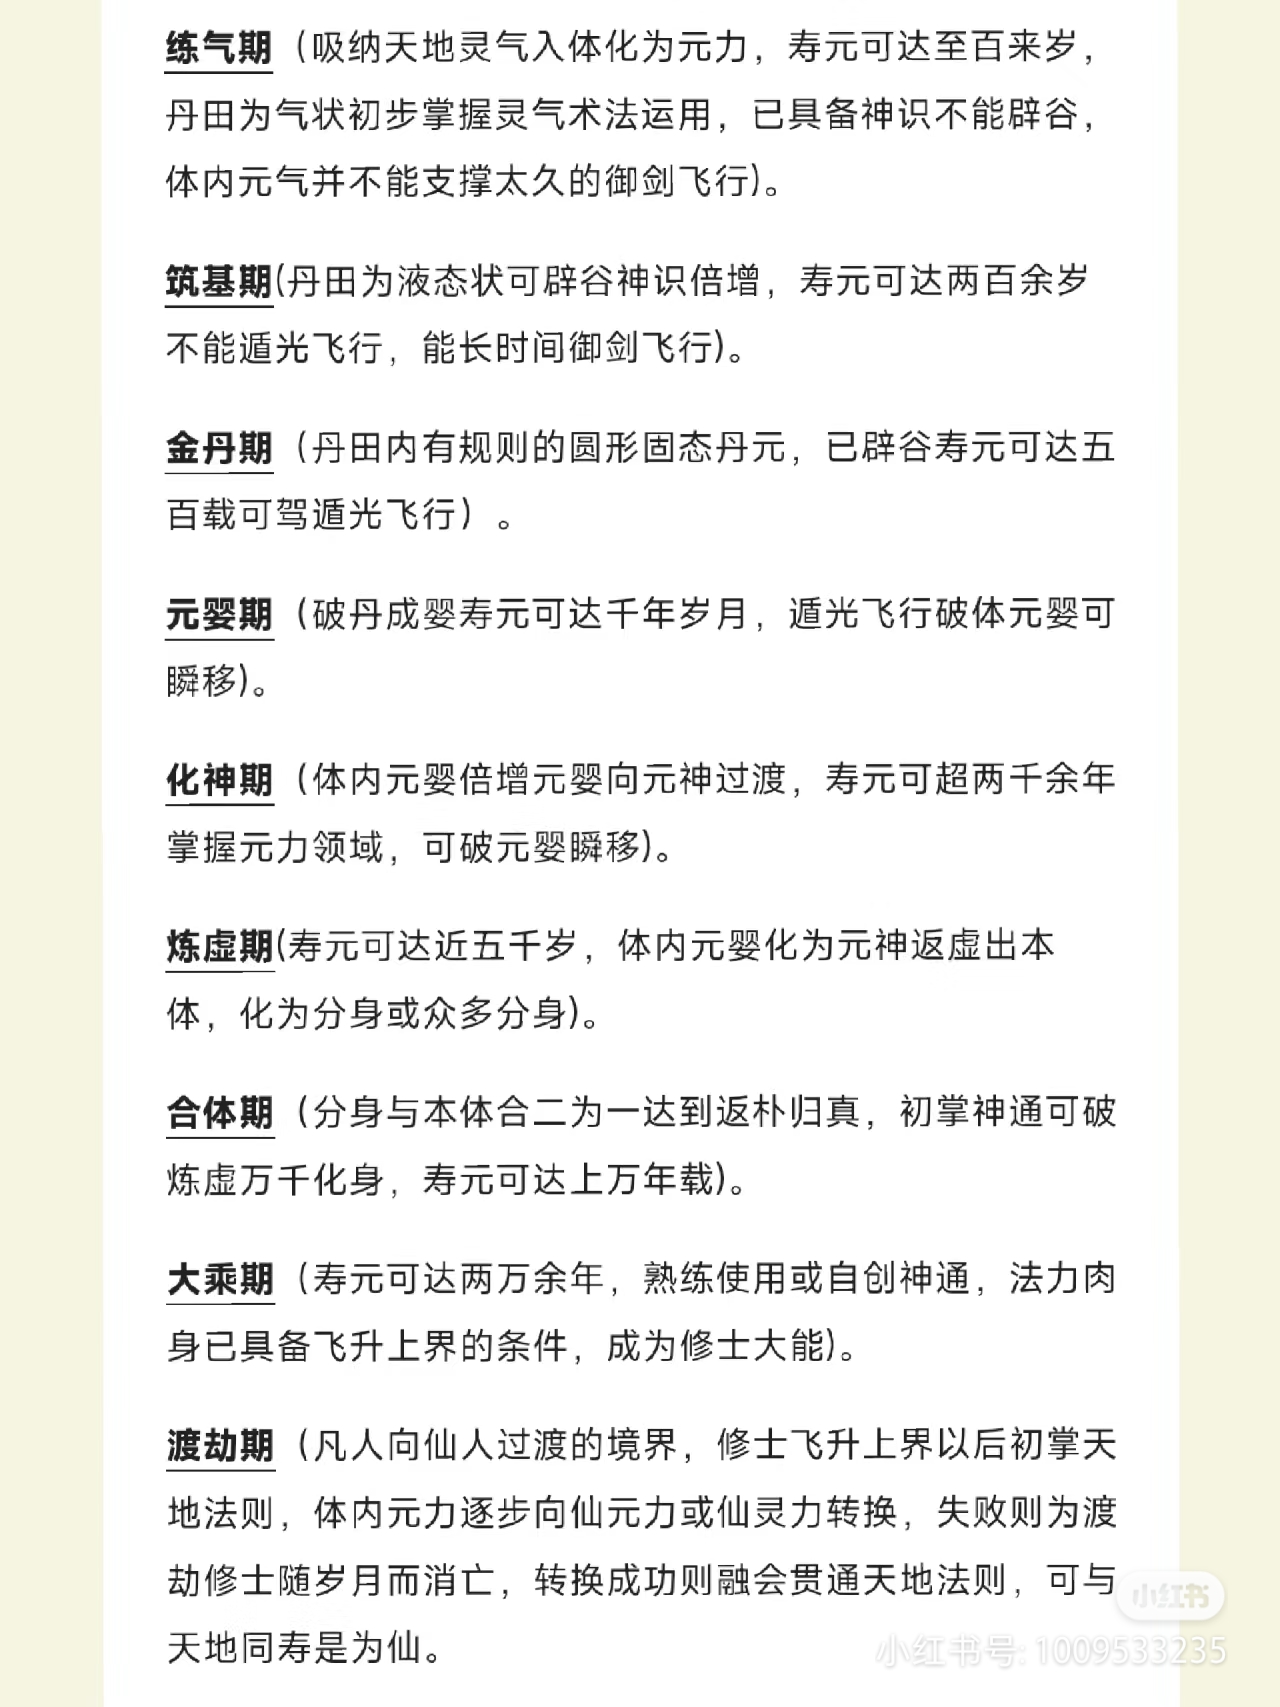 练气期（吸纳天地灵气入体化为元力，寿元可达至百来岁，
丹田为气状初步掌握灵气术法运用，已具备神识不能辟谷，
体内元气并不能支撑太久的御剑飞行)。
筑基期(丹田为液态状可辟谷神识倍增，寿元可达两百余岁
不能遁光飞行，能长时间御剑飞行)。
金丹期（丹田内有规则的圆形固态丹元，已辟谷寿元可达五
百载可驾遁光飞行）。
元婴期（破丹成婴寿元可达千年岁月，遁光飞行破体元婴可
瞬移)。
化神期（体内元婴倍增元婴向元神过渡，寿元可超两千余年
掌握元力领域，可破元婴瞬移)。
炼虚期(寿元可达近五千岁，体内元婴化为元神返虚出本
体，化为分身或众多分身)。
合体期（分身与本体合二为一达到返朴归真，初掌神通可破
炼虚万千化身，寿元可达上万年载)。
大乘期（寿元可达两万余年，熟练使用或自创神通，法力肉
身已具备飞升上界的条件，成为修士大能)。
渡劫期（凡人向仙人过渡的境界，修士飞升上界以后初掌天
地法则，体内元力逐步向仙元力或仙灵力转换，失败则为渡
劫修士随岁月而消亡，转换成功则融会贯通天地法则，可与
天地同寿是为仙。
小红书
小红书号: 1009533235